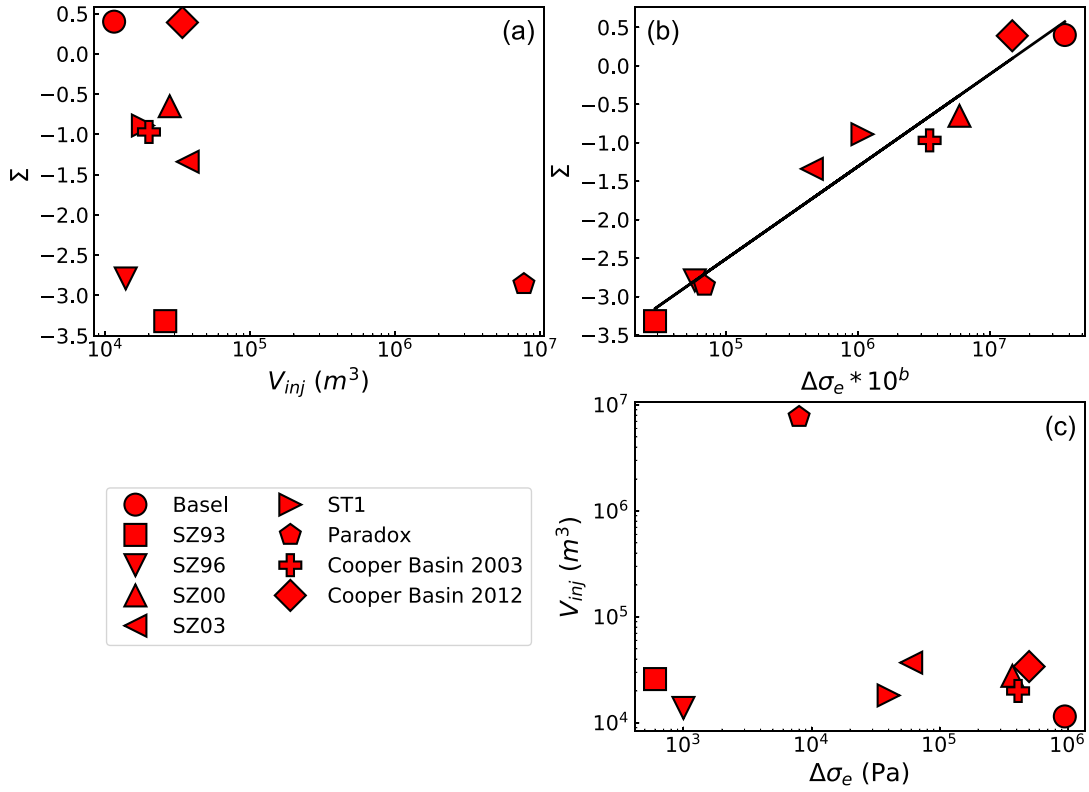 (a)
0.5
0.0
−0.5
−1.0
−1.5
−2.0
−2.5
−3.0
−3.5
Σ
10⁴
10⁵
10⁶
10⁷
V_inj (m³)
(b)
0.5
0.0
−0.5
−1.0
−1.5
−2.0
−2.5
−3.0
−3.5
Σ
10⁵
10⁶
10⁷
Δσ_e * 10ᵇ
Basel
SZ93
SZ96
SZ00
SZ03
ST1
Paradox
Cooper Basin 2003
Cooper Basin 2012
(c)
10⁷
10⁶
10⁵
10⁴
V_inj (m³)
10³
10⁴
10⁵
10⁶
Δσ_e (Pa)